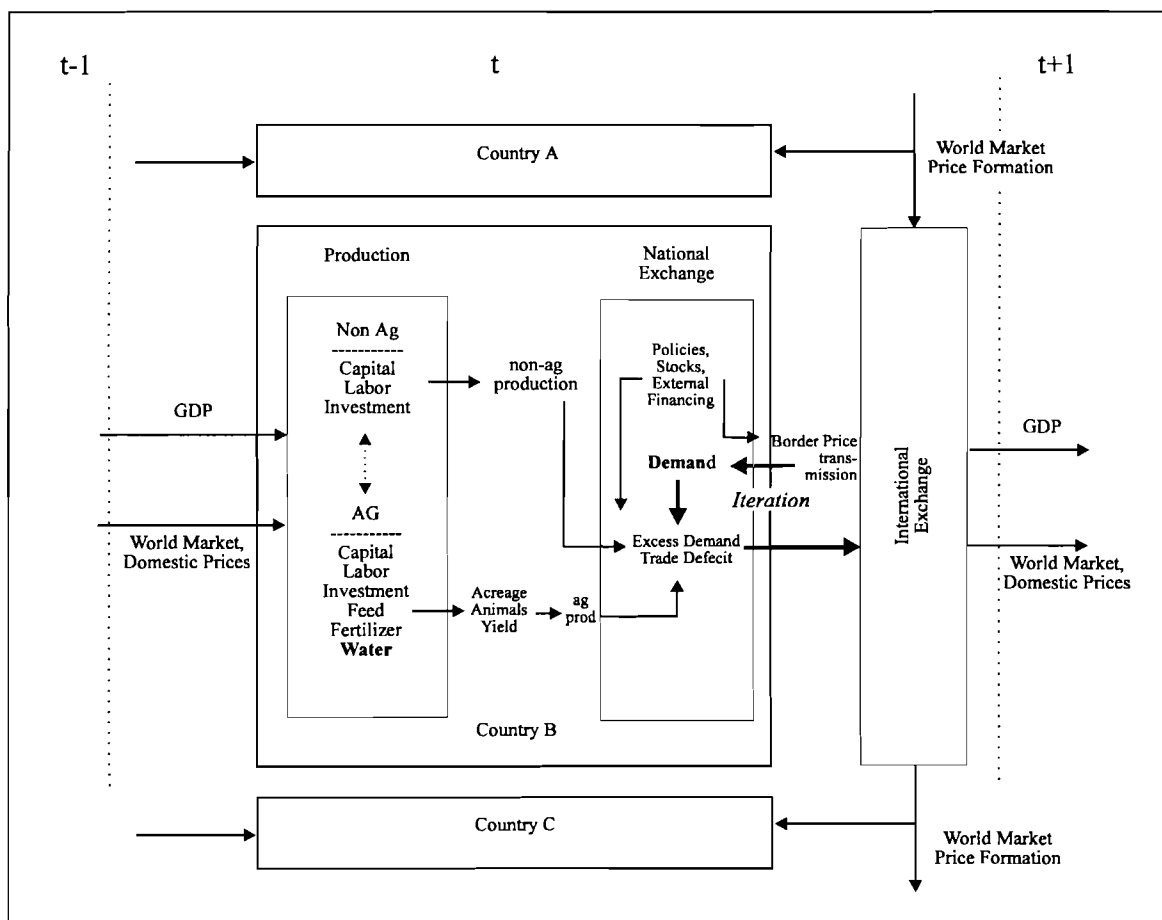 t-1
t
t+1
Country A
World Market
Price Formation
Production
National
Exchange
Non Ag
----------
Capital
Labor
Investment
non-ag
production
Policies,
Stocks,
External
Financing
GDP
GDP
Border Price
trans-
mission
Demand
Iteration
International
Exchange
AG
----------
Capital
Labor
Investment
Feed
Fertilizer
Water
World Market,
Domestic Prices
Excess Demand
Trade Defecit
World Market,
Domestic Prices
Acreage
Animals
Yield
ag
prod
Country B
Country C
World Market
Price Formation